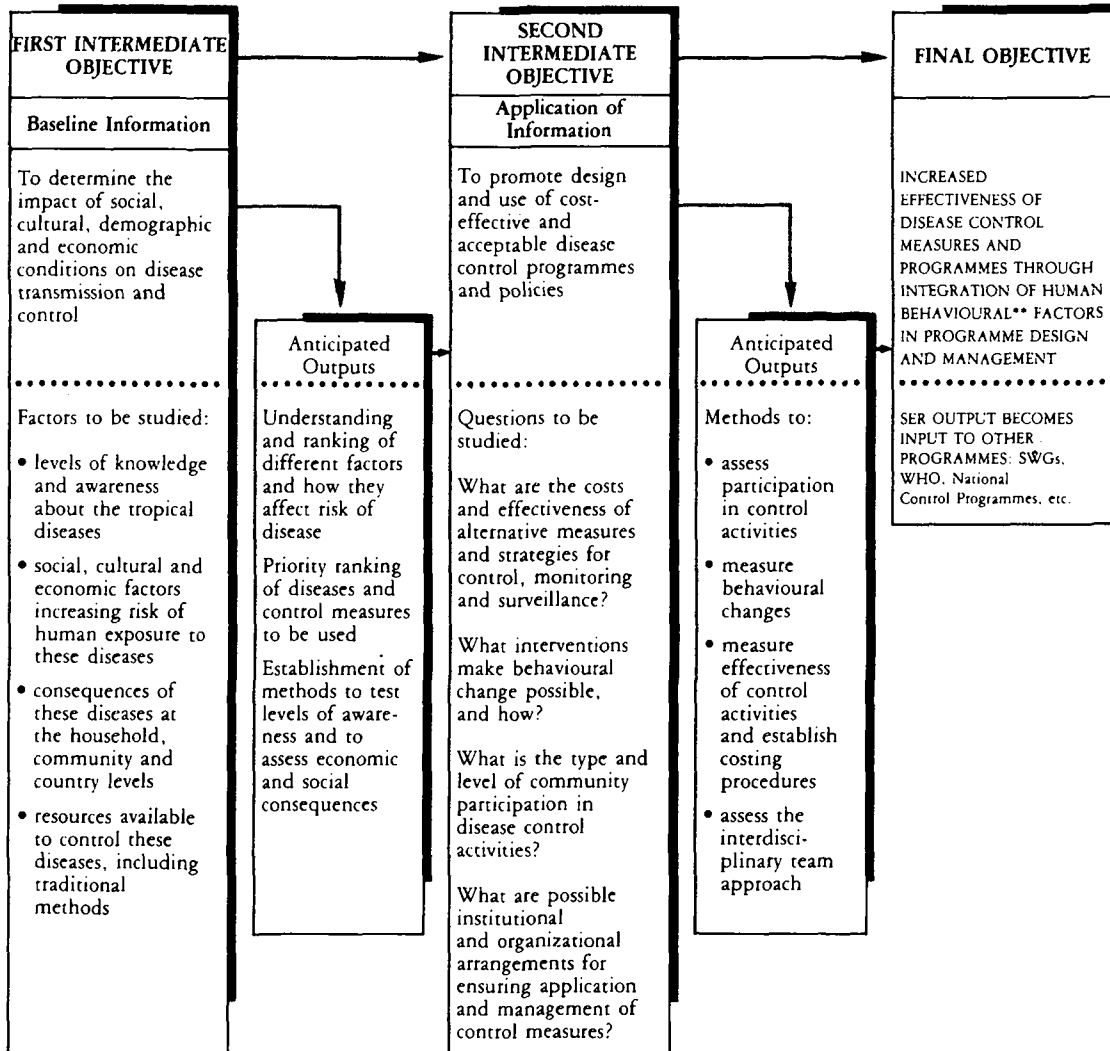 FIRST INTERMEDIATE
OBJECTIVE
Baseline Information
To determine the
impact of social,
cultural, demographic
and economic
conditions on disease
transmission and
control
Factors to be studied:
• levels of knowledge
and awareness
about the tropical
diseases
• social, cultural and
economic factors
increasing risk of
human exposure to
these diseases
• consequences of
these diseases at
the household,
community and
country levels
• resources available
to control these
diseases, including
traditional
methods
Anticipated
Outputs
Understanding
and ranking of
different factors
and how they
affect risk of
disease
Priority ranking
of diseases and
control measures
to be used
Establishment of
methods to test
levels of aware-
ness and to
assess economic
and social
consequences
SECOND
INTERMEDIATE
OBJECTIVE
Application of
Information
To promote design
and use of cost-
effective and
acceptable disease
control programmes
and policies
Questions to be
studied:
What are the costs
and effectiveness of
alternative measures
and strategies for
control, monitoring
and surveillance?
What interventions
make behavioural
change possible,
and how?
What is the type and
level of community
participation in
disease control
activities?
What are possible
institutional
and organizational
arrangements for
ensuring application
and management of
control measures?
Anticipated
Outputs
Methods to:
• assess
participation
in control
activities
• measure
behavioural
changes
• measure
effectiveness
of control
activities
and establish
costing
procedures
• assess the
interdisci-
plinary team
approach
FINAL OBJECTIVE
INCREASED
EFFECTIVENESS OF
DISEASE CONTROL
MEASURES AND
PROGRAMMES THROUGH
INTEGRATION OF HUMAN
BEHAVIOURAL** FACTORS
IN PROGRAMME DESIGN
AND MANAGEMENT
SER OUTPUT BECOMES
INPUT TO OTHER
PROGRAMMES: SWGs,
WHO, National
Control Programmes, etc.